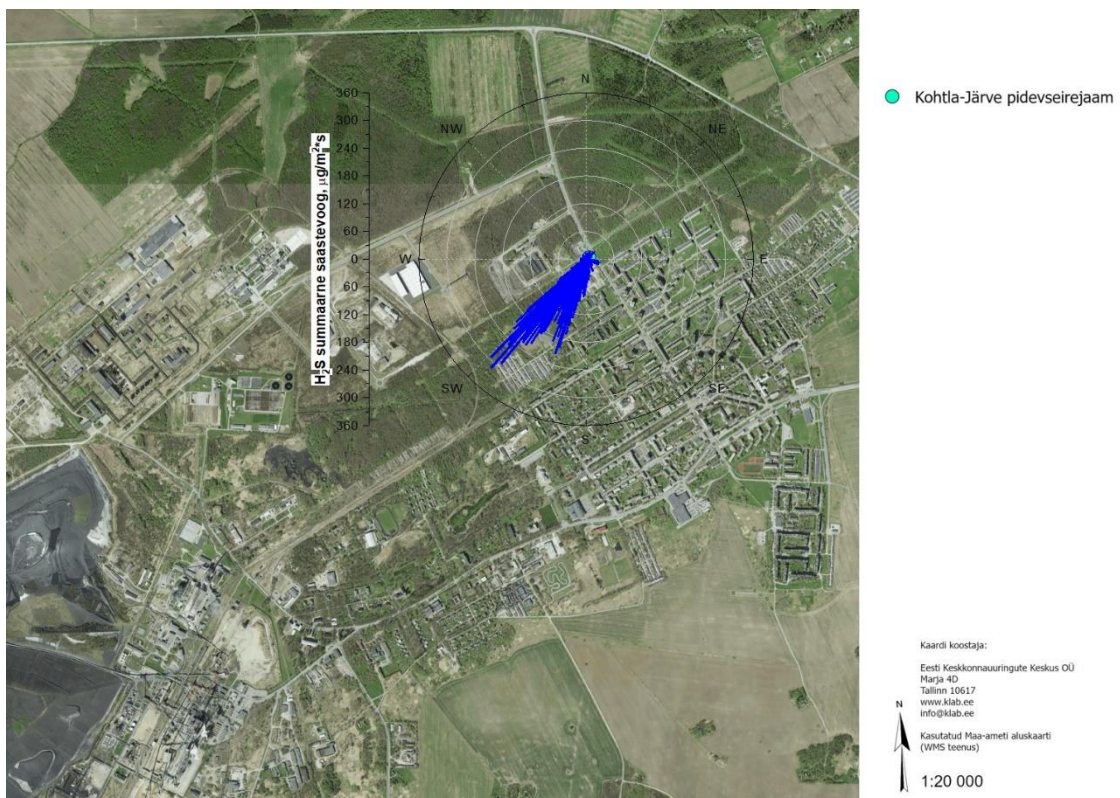 N
NE
E
SE
S
SW
W
NW
360
300
240
180
120
60
0
60
120
180
240
300
360
H₂S summaarne saastevoog, µg/m²*s
Kohtla-Järve pidevseirejaam
Kaardi koostaja:
Eesti Keskkonnauuringute Keskus OÜ
Marja 4D
Tallinn 10617
www.klab.ee
info@klab.ee
Kasutatud Maa-ameti aluskaarti
(WMS teenus)
N
1:20 000